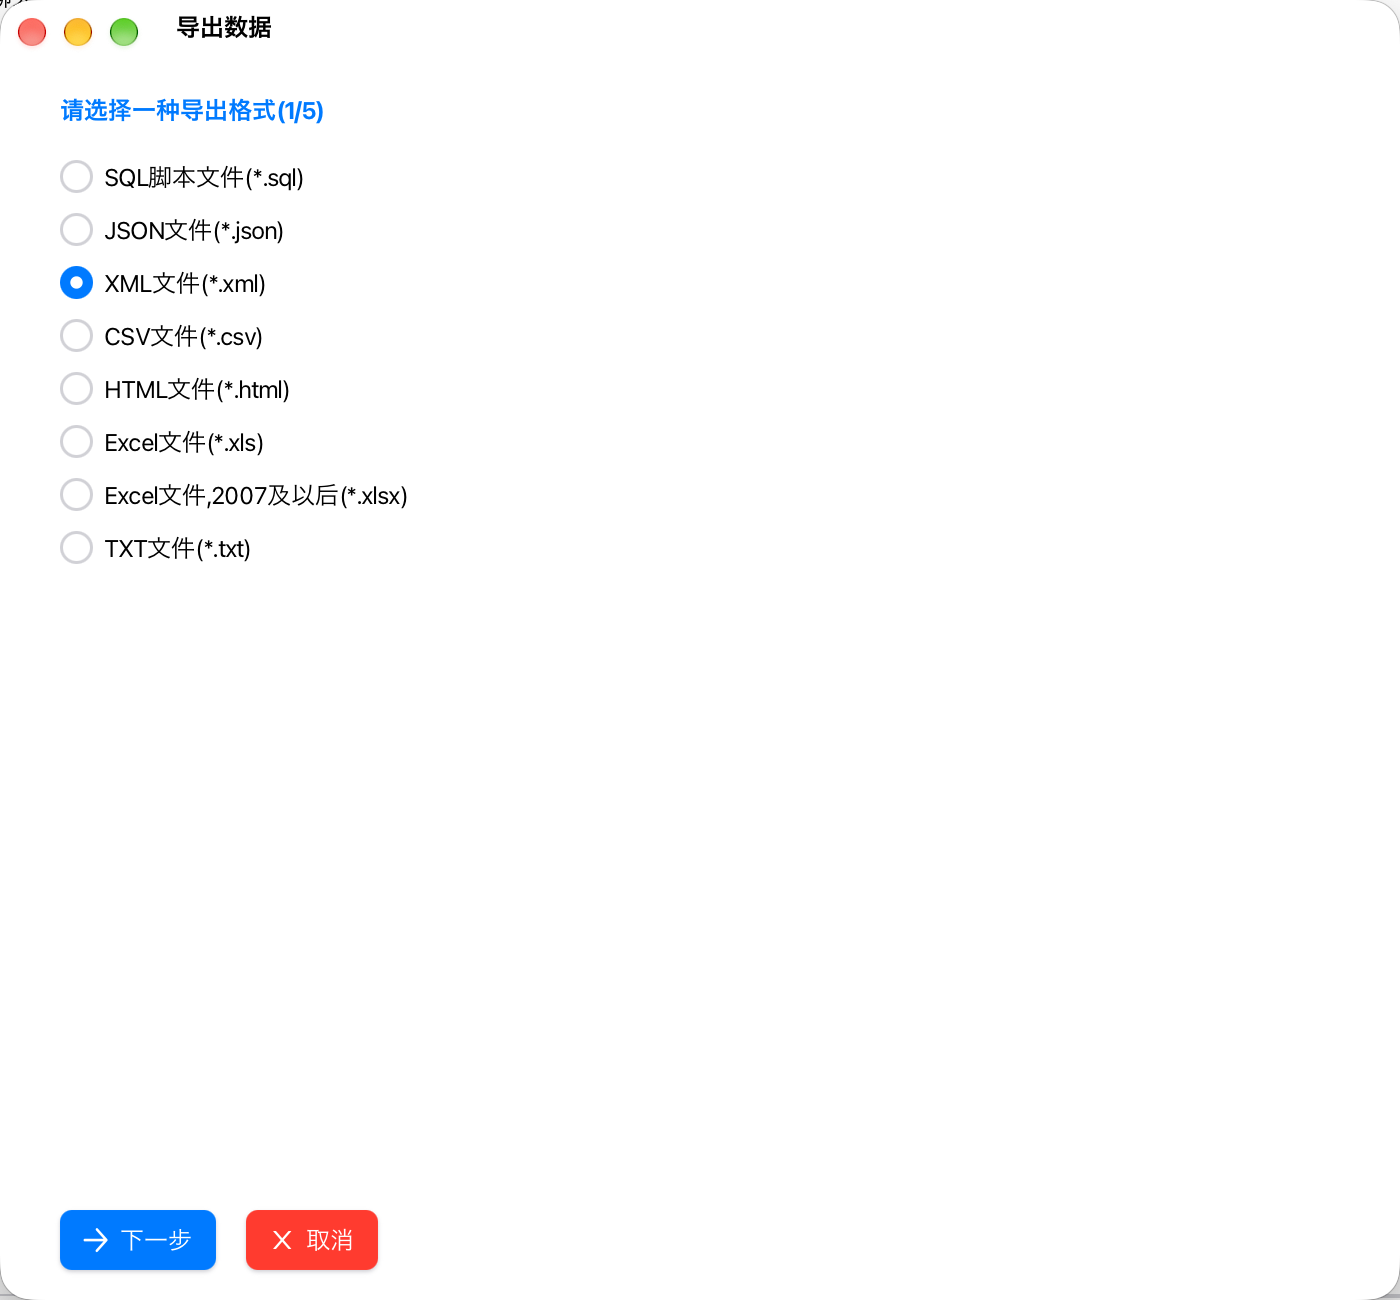 导出数据
请选择一种导出格式(1/5)
SQL脚本文件(*.sql)
JSON文件(*.json)
XML文件(*.xml)
CSV文件(*.csv)
HTML文件(*.html)
Excel文件(*.xls)
Excel文件,2007及以后(*.xlsx)
TXT文件(*.txt)
下一步
取消